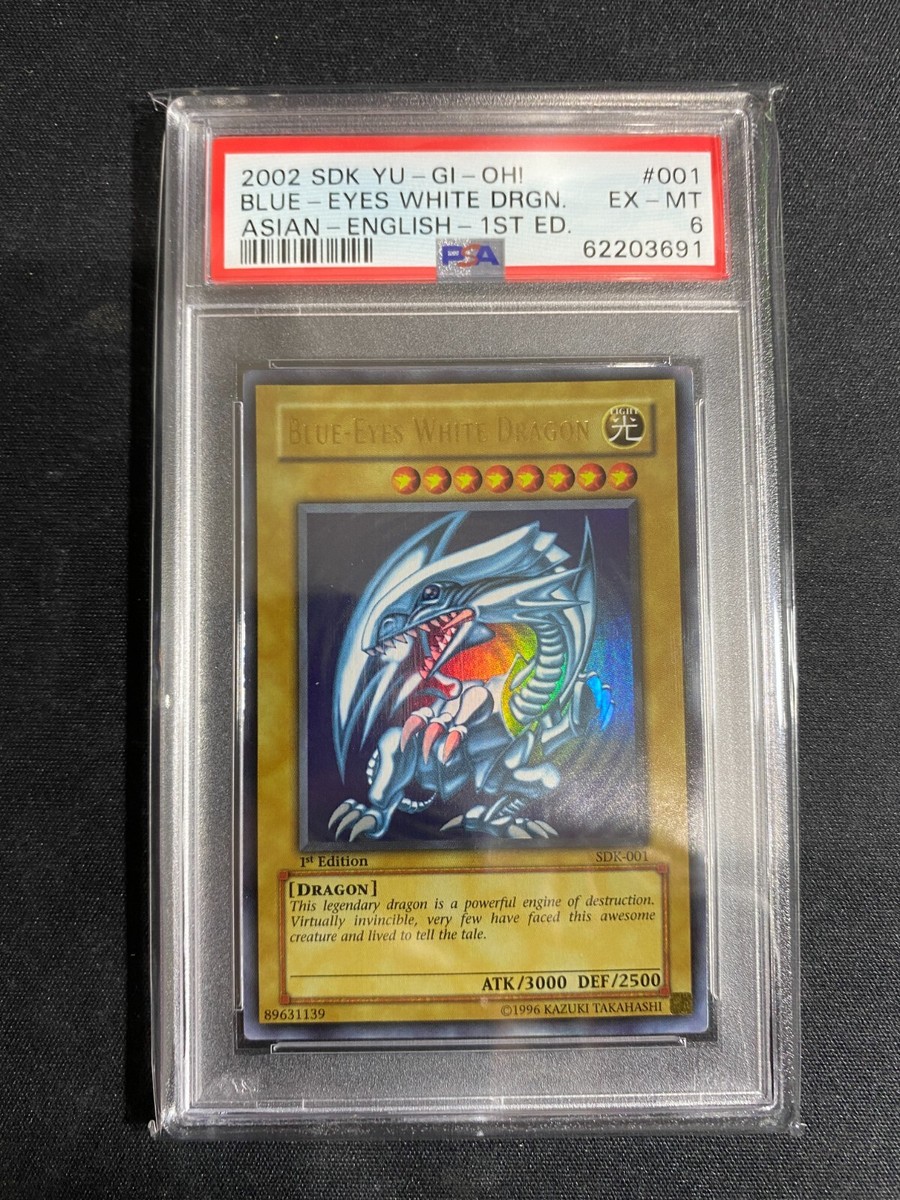 2002 SDK YU-GI-OH! #001
BLUE-EYES WHITE DRGN. EX-MT
ASIAN-ENGLISH-1ST ED. 6
PSA 62203691
BLUE-EYES WHITE DRAGON
LIGHT
光
1st Edition SDK-001
[DRAGON]
This legendary dragon is a powerful engine of destruction.
Virtually invincible, very few have faced this awesome
creature and lived to tell the tale.
ATK/3000 DEF/2500
89631139 ©1996 KAZUKI TAKAHASHI